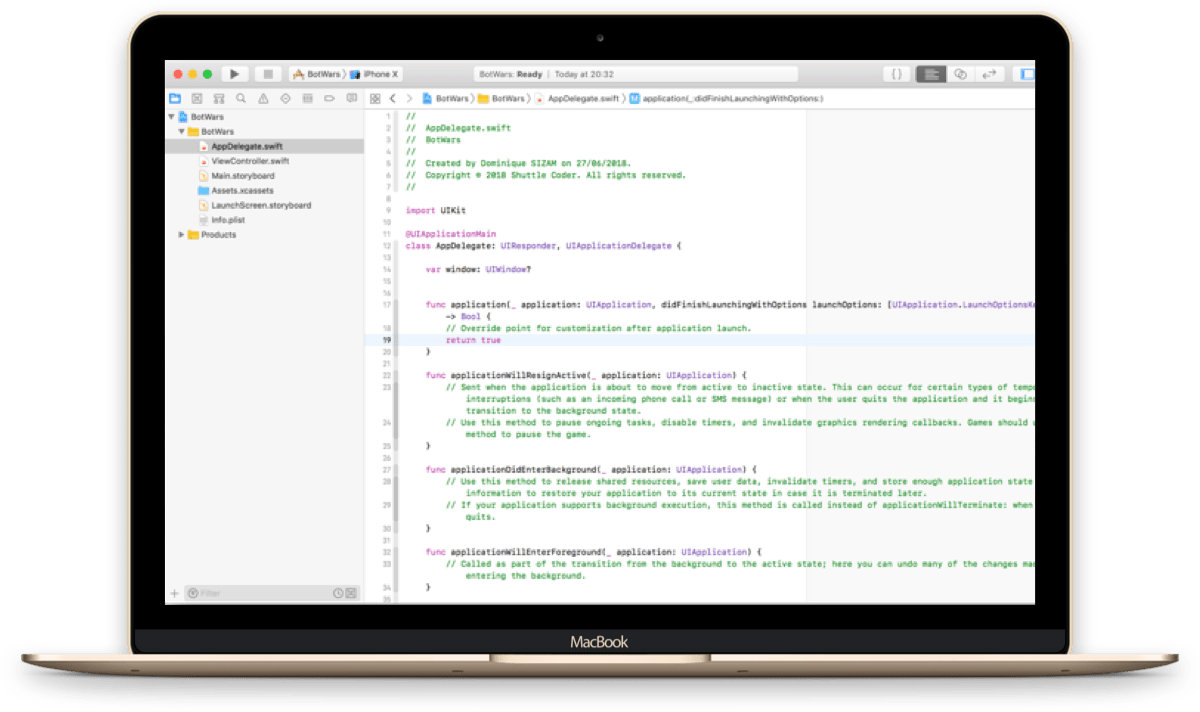 BotWars ⟩ iPhone X
BotWars: Ready | Today at 20:32
{ }
BotWars ⟩ BotWars ⟩ AppDelegate.swift ⟩ M application(_:didFinishLaunchingWithOptions:)
BotWars
BotWars
AppDelegate.swift
ViewController.swift
Main.storyboard
Assets.xcassets
LaunchScreen.storyboard
Info.plist
Products
Filter
1 //
2 // AppDelegate.swift
3 // BotWars
4 //
5 // Created by Dominique SIZAM on 27/06/2018.
6 // Copyright © 2018 Shuttle Coder. All rights reserved.
7 //
8
9 import UIKit
10
11 @UIApplicationMain
12 class AppDelegate: UIResponder, UIApplicationDelegate {
13
14 var window: UIWindow?
15
16
17 func application(_ application: UIApplication, didFinishLaunchingWithOptions launchOptions: [UIApplication.LaunchOptionsKe
-> Bool {
18 // Override point for customization after application launch.
19 return true
20 }
21
22 func applicationWillResignActive(_ application: UIApplication) {
23 // Sent when the application is about to move from active to inactive state. This can occur for certain types of tempo
interruptions (such as an incoming phone call or SMS message) or when the user quits the application and it begins
transition to the background state.
24 // Use this method to pause ongoing tasks, disable timers, and invalidate graphics rendering callbacks. Games should u
method to pause the game.
25 }
26
27 func applicationDidEnterBackground(_ application: UIApplication) {
28 // Use this method to release shared resources, save user data, invalidate timers, and store enough application state
information to restore your application to its current state in case it is terminated later.
29 // If your application supports background execution, this method is called instead of applicationWillTerminate: when
quits.
30 }
31
32 func applicationWillEnterForeground(_ application: UIApplication) {
33 // Called as part of the transition from the background to the active state; here you can undo many of the changes mad
entering the background.
34 }
35
MacBook